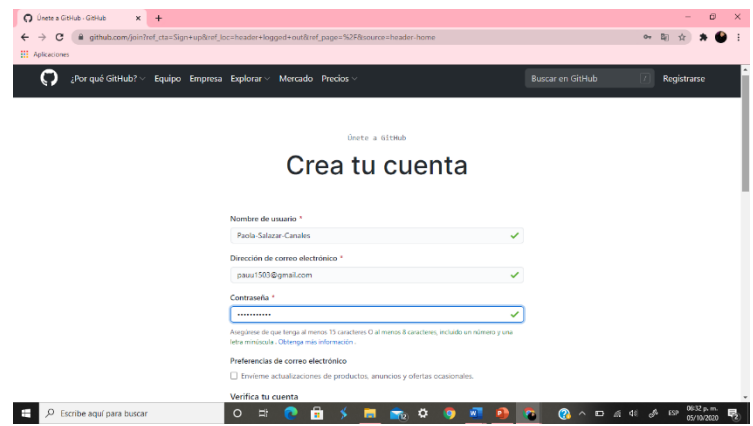 Únete a GitHub · GitHub
github.com/join?ref_cta=Sign+up&ref_loc=header+logged+out&ref_page=%2F&source=header-home
Aplicaciones
¿Por qué GitHub? Equipo Empresa Explorar Mercado Precios Buscar en GitHub / Registrarse
Únete a GitHub
Crea tu cuenta
Nombre de usuario *
Paola-Salazar-Canales
Dirección de correo electrónico *
pauu1503@gmail.com
Contraseña *
•••••••••••
Asegúrese de que tenga al menos 15 caracteres O al menos 8 caracteres, incluido un número y una
letra minúscula . Obtenga más información .
Preferencias de correo electrónico
Envíeme actualizaciones de productos, anuncios y ofertas ocasionales.
Verifica tu cuenta
Escribe aquí para buscar
ESP
06:32 p. m.
05/10/2020